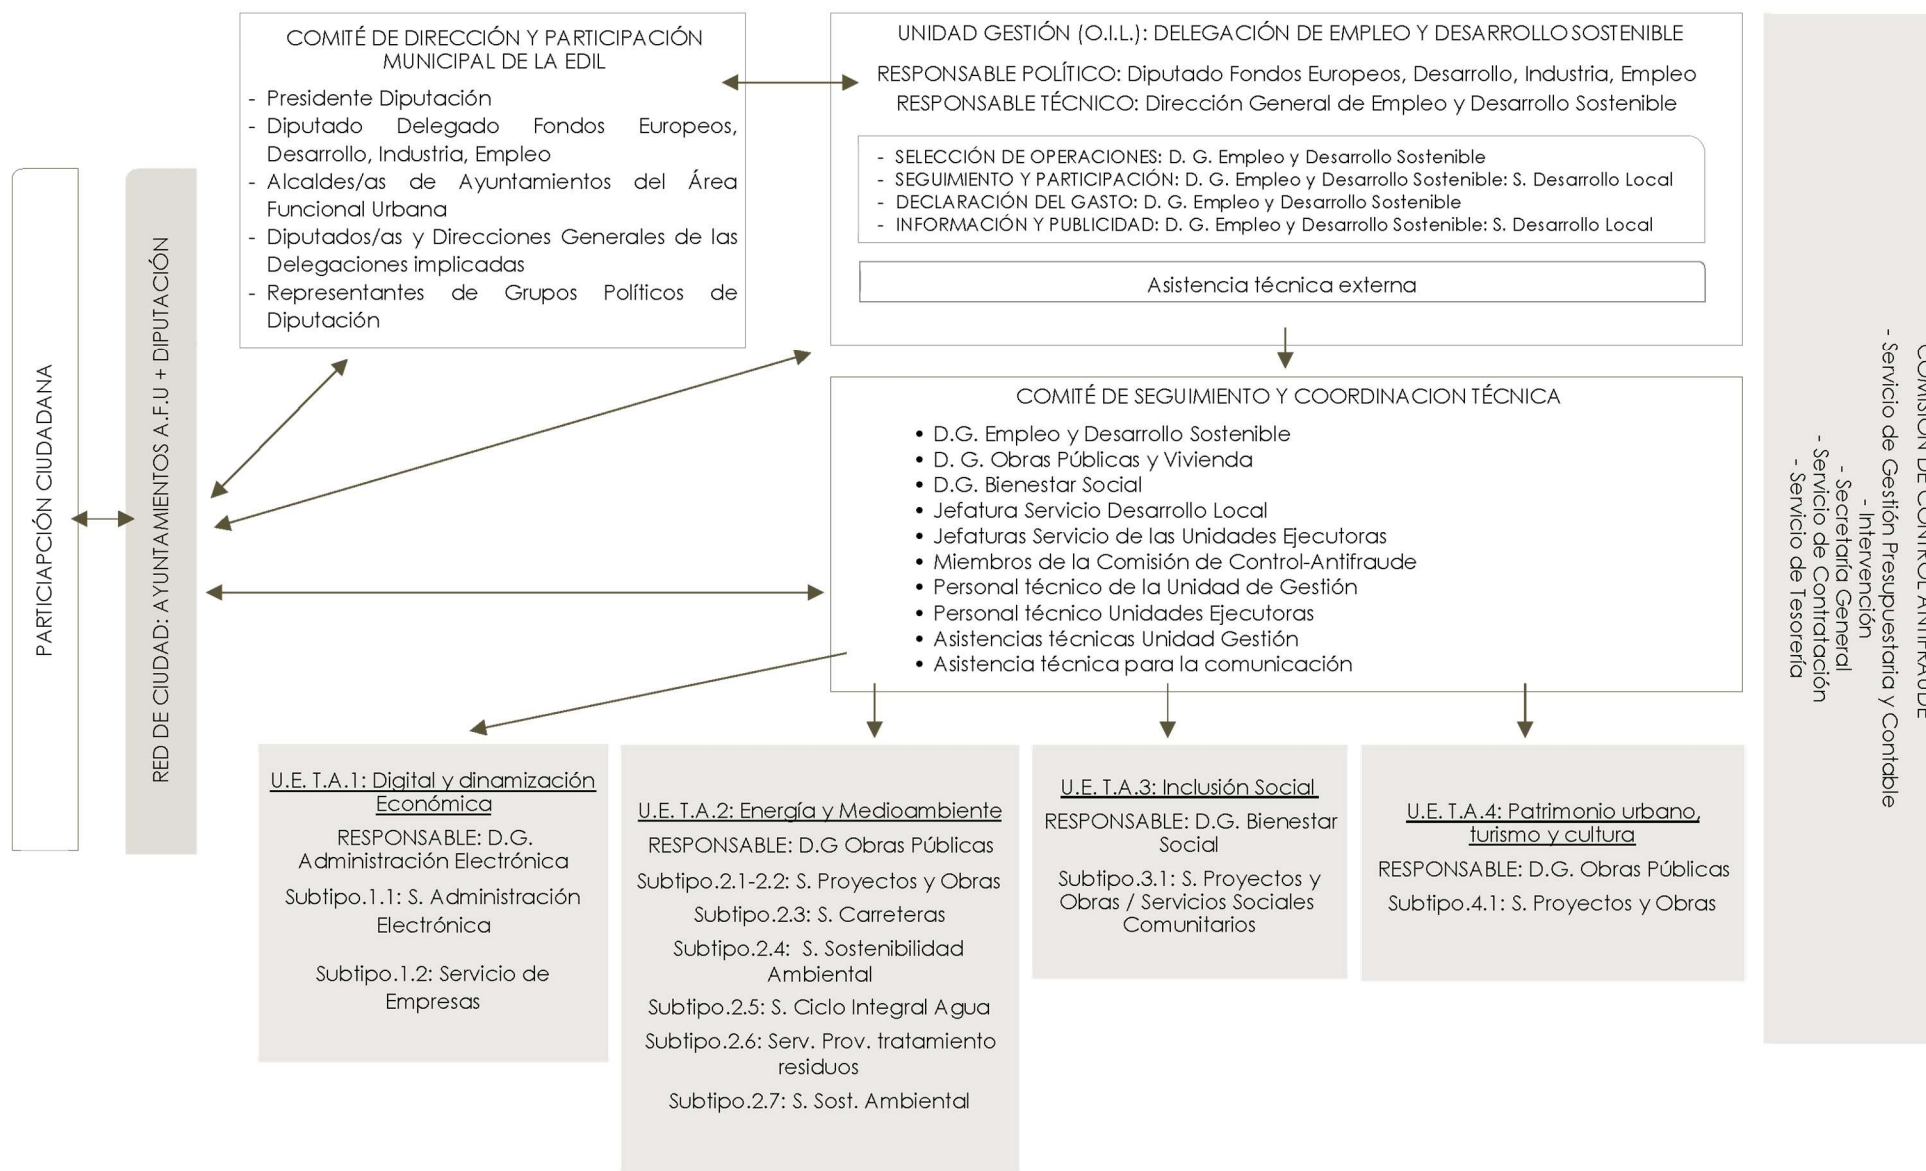 COMITÉ DE DIRECCIÓN Y PARTICIPACIÓN
MUNICIPAL DE LA EDIL
- Presidente Diputación
- Diputado Delegado Fondos Europeos,
Desarrollo, Industria, Empleo
- Alcaldes/as de Ayuntamientos del Área
Funcional Urbana
- Diputados/as y Direcciones Generales de las
Delegaciones implicadas
- Representantes de Grupos Políticos de
Diputación
UNIDAD GESTIÓN (O.I.L.): DELEGACIÓN DE EMPLEO Y DESARROLLO SOSTENIBLE
RESPONSABLE POLÍTICO: Diputado Fondos Europeos, Desarrollo, Industria, Empleo
RESPONSABLE TÉCNICO: Dirección General de Empleo y Desarrollo Sostenible
- SELECCIÓN DE OPERACIONES: D. G. Empleo y Desarrollo Sostenible
- SEGUIMIENTO Y PARTICIPACIÓN: D. G. Empleo y Desarrollo Sostenible: S. Desarrollo Local
- DECLARACIÓN DEL GASTO: D. G. Empleo y Desarrollo Sostenible
- INFORMACIÓN Y PUBLICIDAD: D. G. Empleo y Desarrollo Sostenible: S. Desarrollo Local
Asistencia técnica externa
PARTICIAPCIÓN CIUDADANA
RED DE CIUDAD: AYUNTAMIENTOS A.F.U + DIPUTACIÓN
COMITÉ DE SEGUIMIENTO Y COORDINACION TÉCNICA
• D.G. Empleo y Desarrollo Sostenible
• D. G. Obras Públicas y Vivienda
• D.G. Bienestar Social
• Jefatura Servicio Desarrollo Local
• Jefaturas Servicio de las Unidades Ejecutoras
• Miembros de la Comisión de Control-Antifraude
• Personal técnico de la Unidad de Gestión
• Personal técnico Unidades Ejecutoras
• Asistencias técnicas Unidad Gestión
• Asistencia técnica para la comunicación
COMISIÓN DE CONTROL ANTIFRAUDE
- Servicio de Gestión Presupuestaria y Contable
- Intervención
- Secretaría General
- Servicio de Contratación
- Servicio de Tesorería
U.E. T.A.1: Digital y dinamización
Económica
RESPONSABLE: D.G.
Administración Electrónica
Subtipo.1.1: S. Administración
Electrónica
Subtipo.1.2: Servicio de
Empresas
U.E. T.A.2: Energía y Medioambiente
RESPONSABLE: D.G Obras Públicas
Subtipo.2.1-2.2: S. Proyectos y Obras
Subtipo.2.3: S. Carreteras
Subtipo.2.4: S. Sostenibilidad
Ambiental
Subtipo.2.5: S. Ciclo Integral Agua
Subtipo.2.6: Serv. Prov. tratamiento
residuos
Subtipo.2.7: S. Sost. Ambiental
U.E. T.A.3: Inclusión Social
RESPONSABLE: D.G. Bienestar
Social
Subtipo.3.1: S. Proyectos y
Obras / Servicios Sociales
Comunitarios
U.E. T.A.4: Patrimonio urbano,
turismo y cultura
RESPONSABLE: D.G. Obras Públicas
Subtipo.4.1: S. Proyectos y Obras